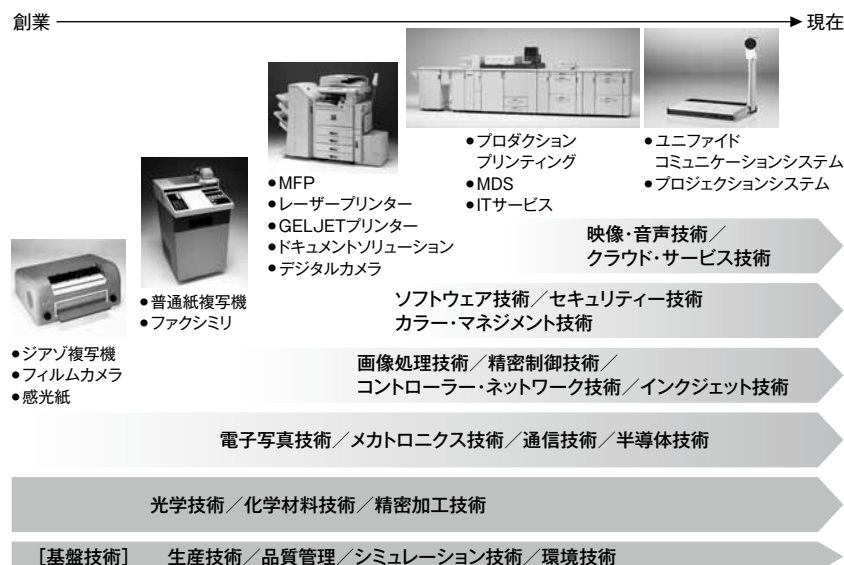 創業
現在
●プロダクション
プリンティング
●MDS
●ITサービス
●ユニファイド
コミュニケーションシステム
●プロジェクションシステム
●MFP
●レーザープリンター
●GELJETプリンター
●ドキュメントソリューション
●デジタルカメラ
●普通紙複写機
●ファクシミリ
●ジアゾ複写機
●フィルムカメラ
●感光紙
映像・音声技術／
クラウド・サービス技術
ソフトウェア技術／セキュリティー技術
カラー・マネジメント技術
画像処理技術／精密制御技術／
コントローラー・ネットワーク技術／インクジェット技術
電子写真技術／メカトロニクス技術／通信技術／半導体技術
光学技術／化学材料技術／精密加工技術
［基盤技術］ 生産技術／品質管理／シミュレーション技術／環境技術